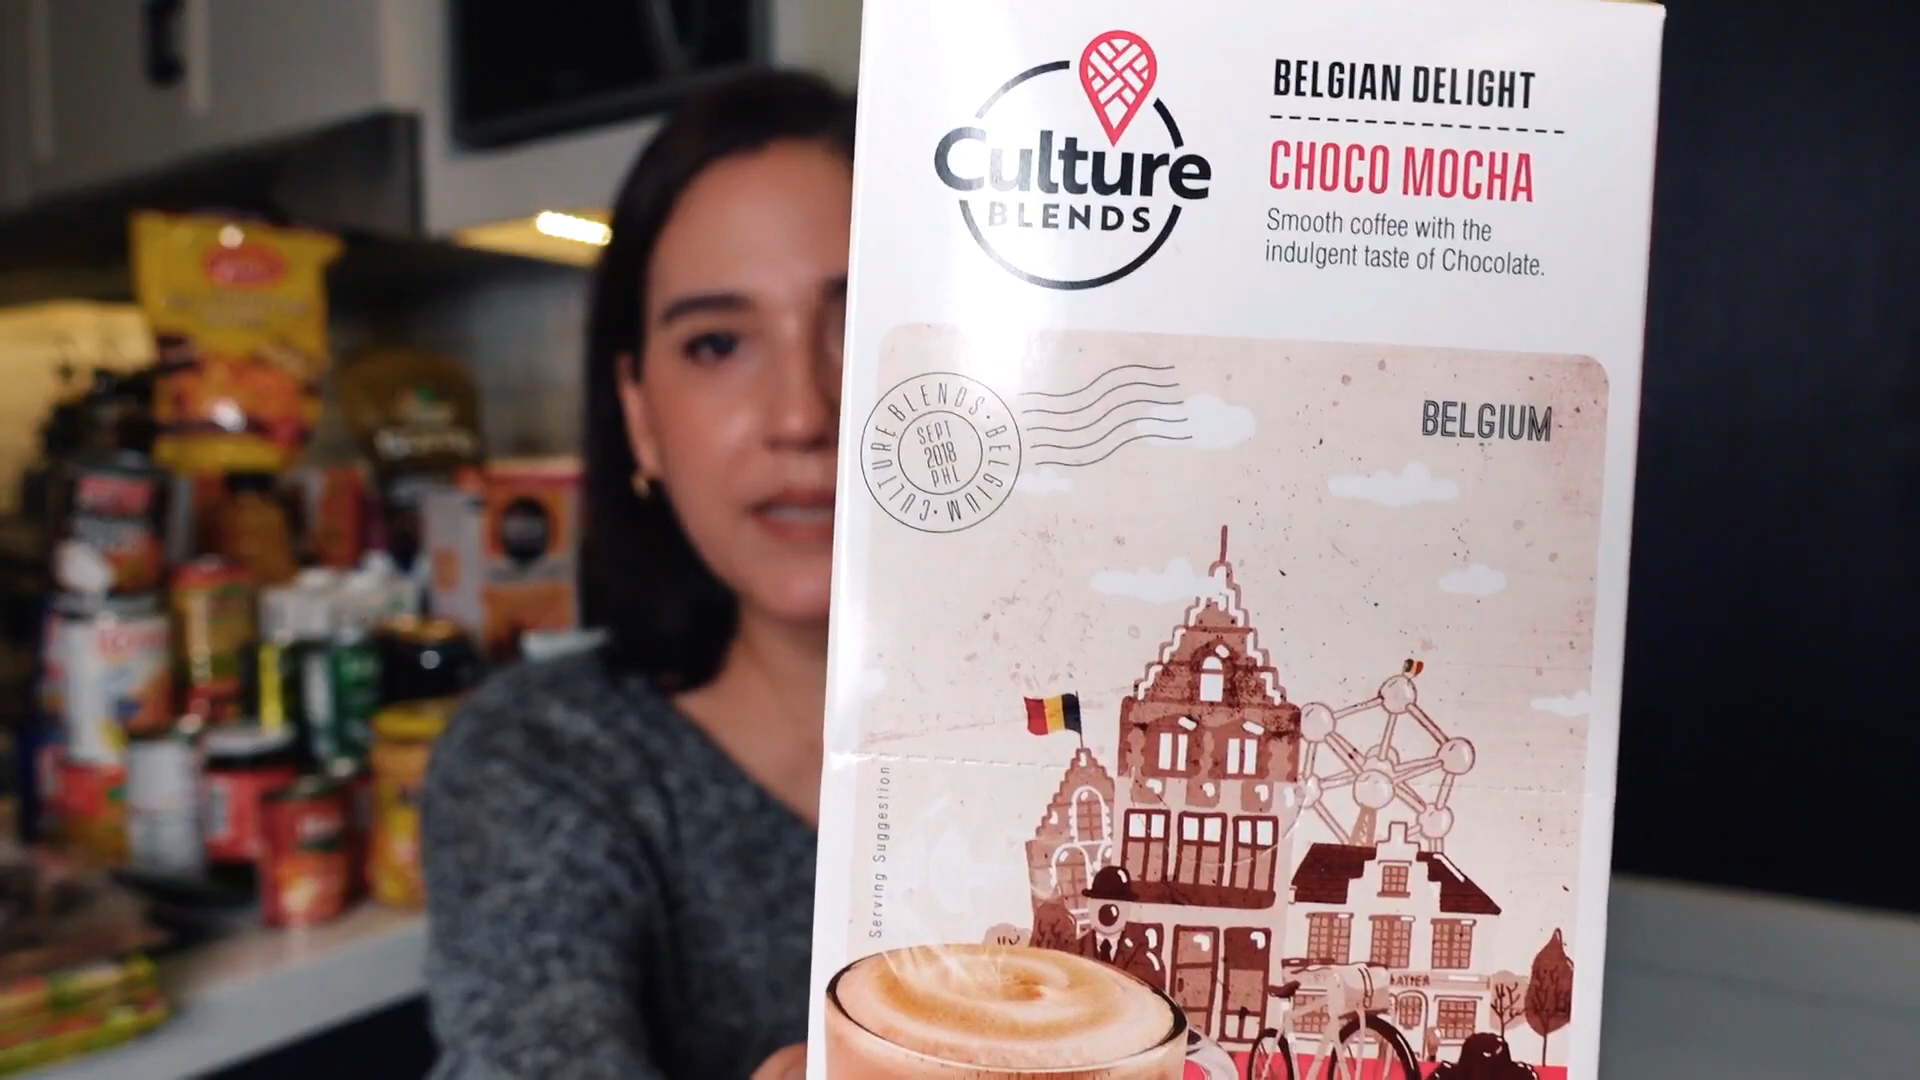 Culture
BLENDS
BELGIAN DELIGHT
CHOCO MOCHA
Smooth coffee with the
indulgent taste of Chocolate.
CULTURE BLENDS · BELGIUM ·
SEPT
2018
PHL
BELGIUM
Serving Suggestion